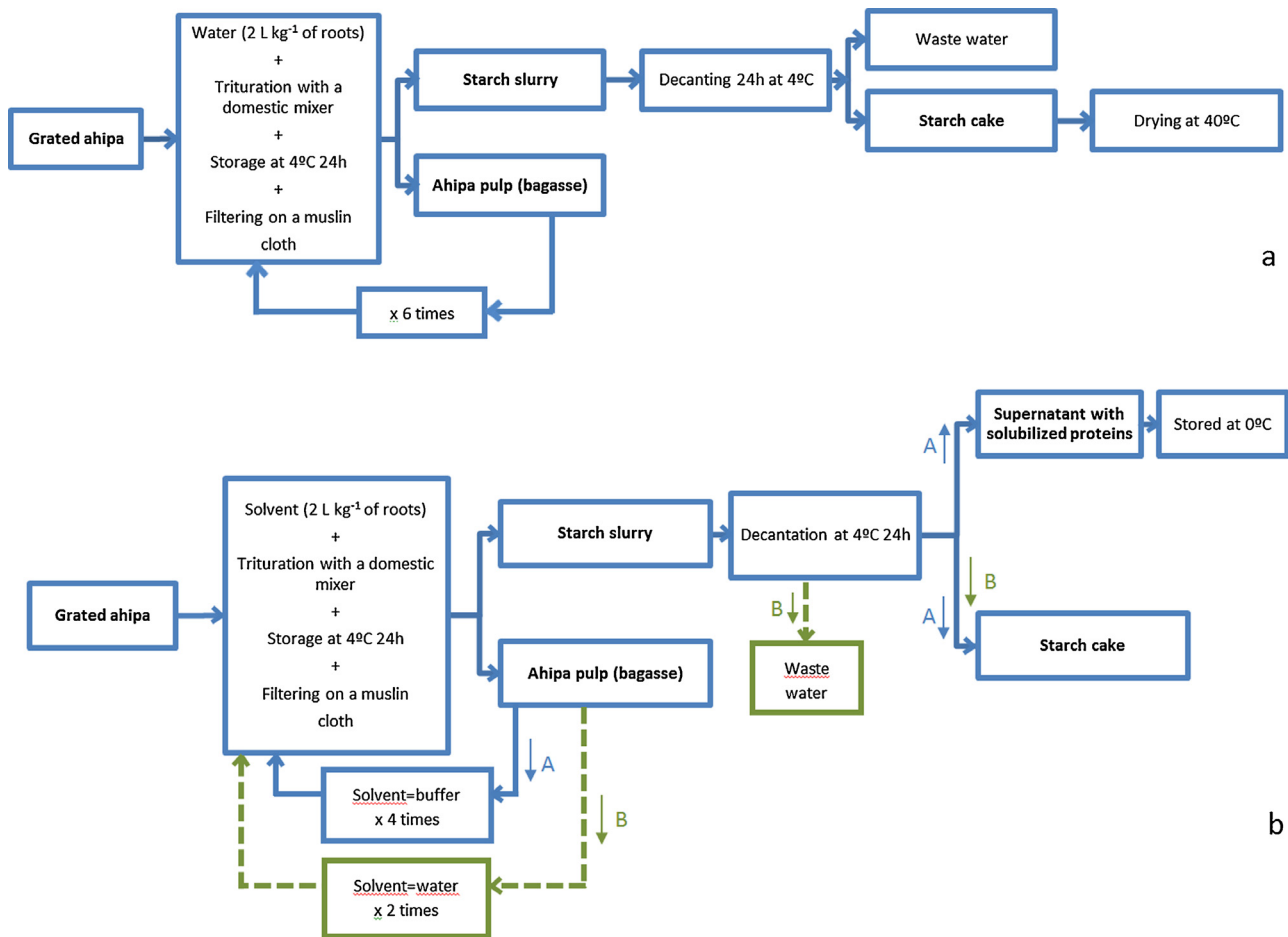 Grated ahipa
Water (2 L kg⁻¹ of roots)
+
Trituration with a
domestic mixer
+
Storage at 4ºC 24h
+
Filtering on a muslin
cloth
Starch slurry
Ahipa pulp (bagasse)
x 6 times
Decanting 24h at 4ºC
Waste water
Starch cake
Drying at 40ºC
a
Grated ahipa
Solvent (2 L kg⁻¹ of roots)
+
Trituration with a domestic
mixer
+
Storage at 4ºC 24h
+
Filtering on a muslin
cloth
Starch slurry
Ahipa pulp (bagasse)
A
Solvent=buffer
x 4 times
B
Solvent=water
x 2 times
Decantation at 4ºC 24h
B
Waste
water
A
Supernatant with
solubilized proteins
Stored at 0ºC
B
A
Starch cake
b